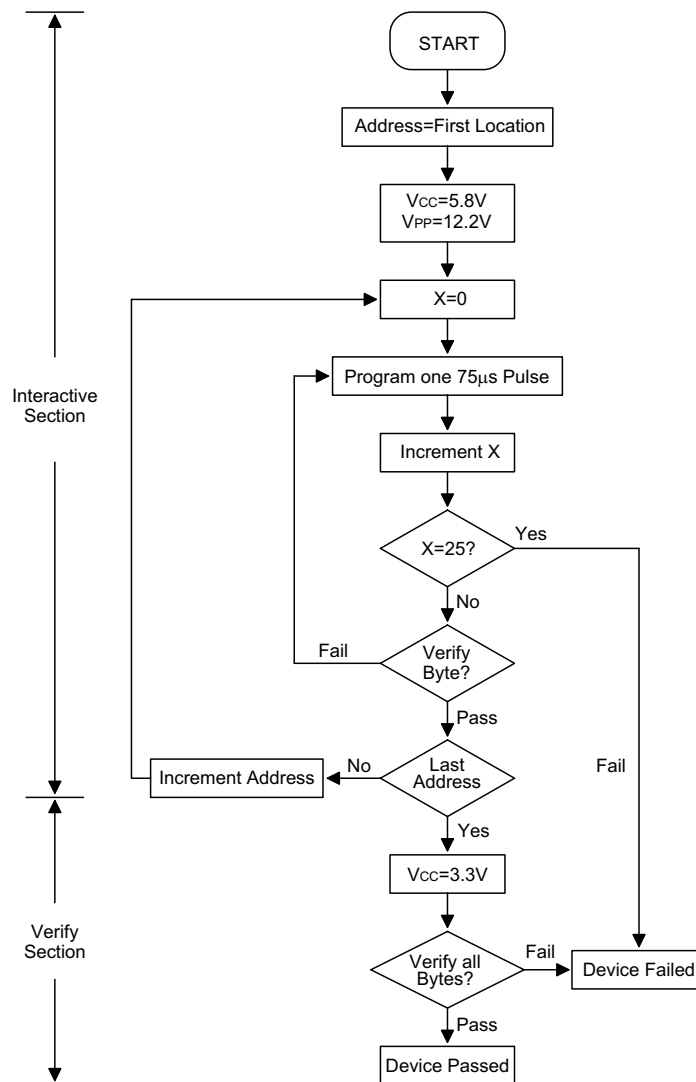 START
Address=First Location
VCC=5.8V
VPP=12.2V
X=0
Program one 75μs Pulse
Interactive
Section
Increment X
X=25?
Yes
No
Fail
Verify
Byte?
Pass
Increment Address
No
Last
Address
Fail
Yes
VCC=3.3V
Verify
Section
Verify all
Bytes?
Fail
Device Failed
Pass
Device Passed